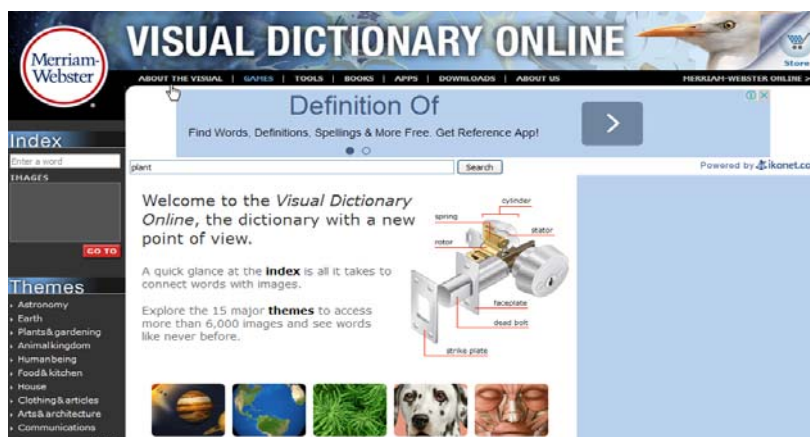 Merriam-
Webster
VISUAL DICTIONARY ONLINE
Store
ABOUT THE VISUAL | GAMES | TOOLS | BOOKS | APPS | DOWNLOADS | ABOUT US
MERRIAM-WEBSTER ONLINE >
Definition Of
Find Words, Definitions, Spellings & More Free. Get Reference App!
Index
Enter a word
IMAGES
GO TO
plant
Search
Powered by ikonet.co
Welcome to the Visual Dictionary
Online, the dictionary with a new
point of view.
A quick glance at the index is all it takes to
connect words with images.
Explore the 15 major themes to access
more than 6,000 images and see words
like never before.
cylinder
spring
stator
rotor
faceplate
dead bolt
strike plate
Themes
Astronomy
Earth
Plants & gardening
Animal kingdom
Human being
Food & kitchen
House
Clothing & articles
Arts & architecture
Communications